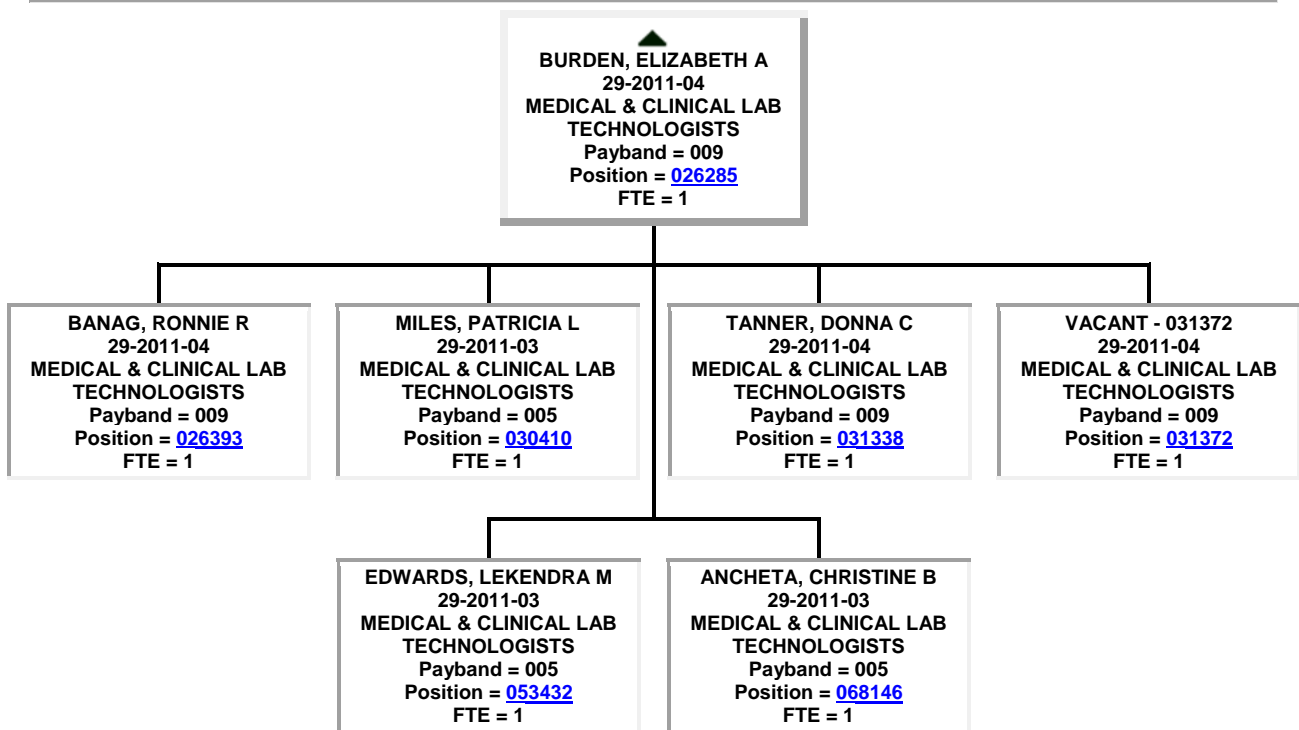 BURDEN, ELIZABETH A
29-2011-04
MEDICAL & CLINICAL LAB
TECHNOLOGISTS
Payband = 009
Position = 026285
FTE = 1
BANAG, RONNIE R
29-2011-04
MEDICAL & CLINICAL LAB
TECHNOLOGISTS
Payband = 009
Position = 026393
FTE = 1
MILES, PATRICIA L
29-2011-03
MEDICAL & CLINICAL LAB
TECHNOLOGISTS
Payband = 005
Position = 030410
FTE = 1
TANNER, DONNA C
29-2011-04
MEDICAL & CLINICAL LAB
TECHNOLOGISTS
Payband = 009
Position = 031338
FTE = 1
VACANT - 031372
29-2011-04
MEDICAL & CLINICAL LAB
TECHNOLOGISTS
Payband = 009
Position = 031372
FTE = 1
EDWARDS, LEKENDRA M
29-2011-03
MEDICAL & CLINICAL LAB
TECHNOLOGISTS
Payband = 005
Position = 053432
FTE = 1
ANCHETA, CHRISTINE B
29-2011-03
MEDICAL & CLINICAL LAB
TECHNOLOGISTS
Payband = 005
Position = 068146
FTE = 1